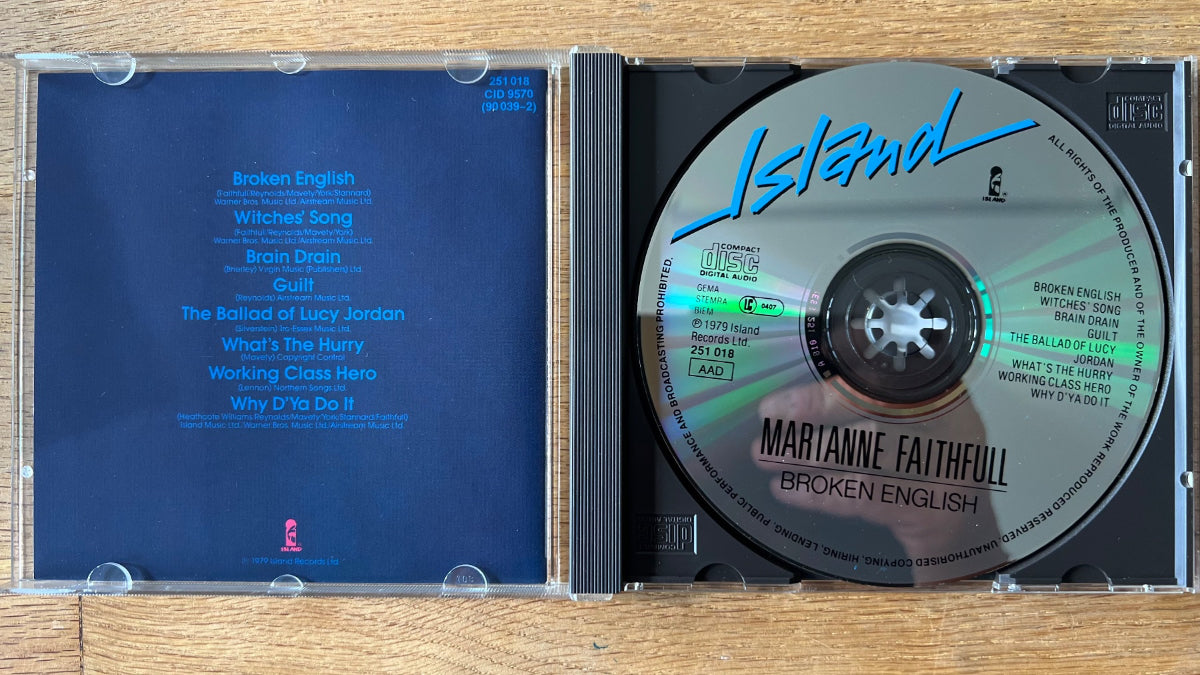 251 018
CID 9570
(90 039-2)
Broken English
(Faithfull/Reynolds/Mavety/York/Stannard)
Warner Bros. Music Ltd./Airstream Music Ltd.
Witches' Song
(Faithfull/Reynolds/Mavety/York)
Warner Bros. Music Ltd./Airstream Music Ltd.
Brain Drain
(Brierley) Virgin Music (Publishers) Ltd.
Guilt
(Reynolds) Airstream Music Ltd.
The Ballad of Lucy Jordan
(Silverstein) Tro-Essex Music Ltd.
What's The Hurry
(Mavety) Copyright Control
Working Class Hero
(Lennon) Northern Songs Ltd.
Why D'Ya Do It
(Heathcote Williams/Reynolds/Mavety/York/Stannard/Faithfull)
Island Music Ltd. Warner Bros. Music Ltd./Airstream Music Ltd.
ISLAND
℗ 1979 Island Records Ltd.
Island
ISLAND
COMPACT
disc
DIGITAL AUDIO
GEMA
STEMRA
BIEM
LC 0407
℗ 1979 Island
Records Ltd.
251 018
AAD
BROKEN ENGLISH
WITCHES' SONG
BRAIN DRAIN
GUILT
THE BALLAD OF LUCY
JORDAN
WHAT'S THE HURRY
WORKING CLASS HERO
WHY D'YA DO IT
MARIANNE FAITHFULL
BROKEN ENGLISH
ALL RIGHTS OF THE PRODUCER AND OF THE OWNER OF THE WORK REPRODUCED RESERVED. UNAUTHORISED COPYING, HIRING, LENDING, PUBLIC PERFORMANCE AND BROADCASTING PROHIBITED.
COMPACT
disc
DIGITAL AUDIO
COMPACT
disc
DIGITAL AUDIO